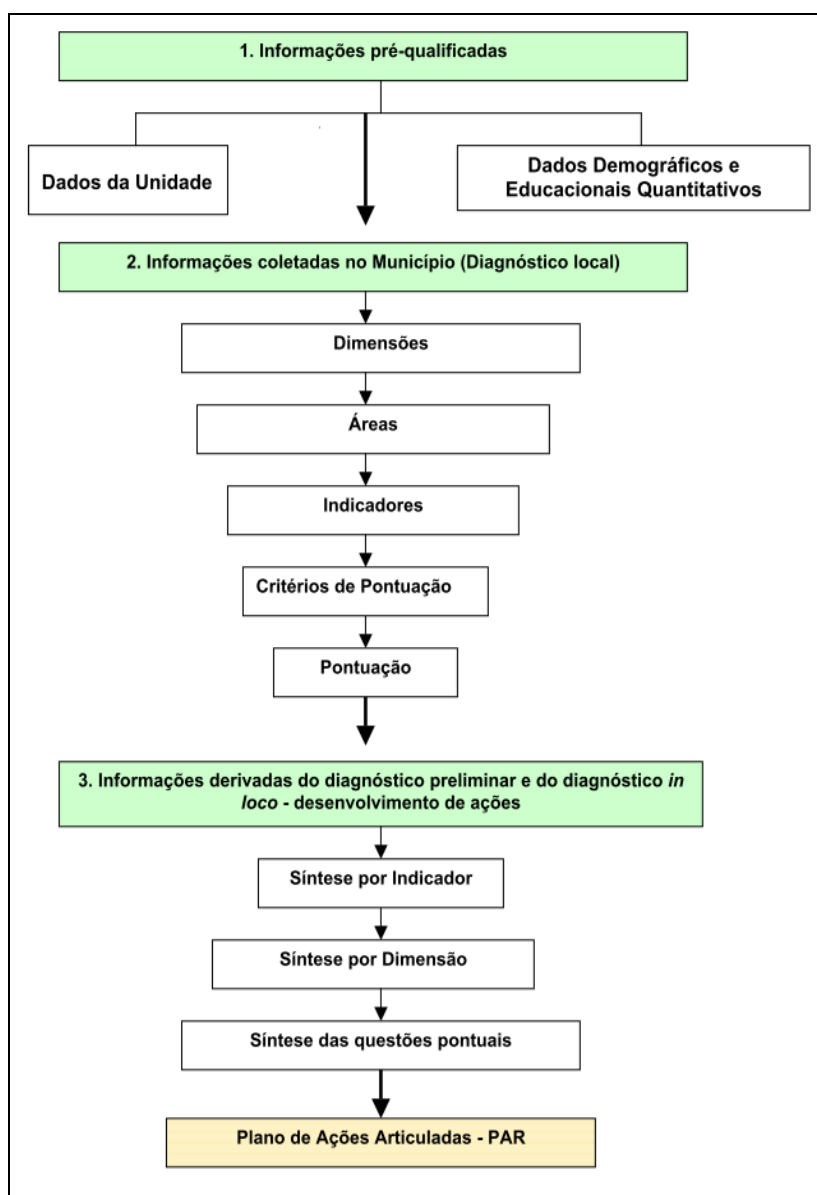 1. Informações pré-qualificadas
Dados da Unidade
Dados Demográficos e
Educacionais Quantitativos
2. Informações coletadas no Município (Diagnóstico local)
Dimensões
Áreas
Indicadores
Critérios de Pontuação
Pontuação
3. Informações derivadas do diagnóstico preliminar e do diagnóstico in
loco - desenvolvimento de ações
Síntese por Indicador
Síntese por Dimensão
Síntese das questões pontuais
Plano de Ações Articuladas - PAR